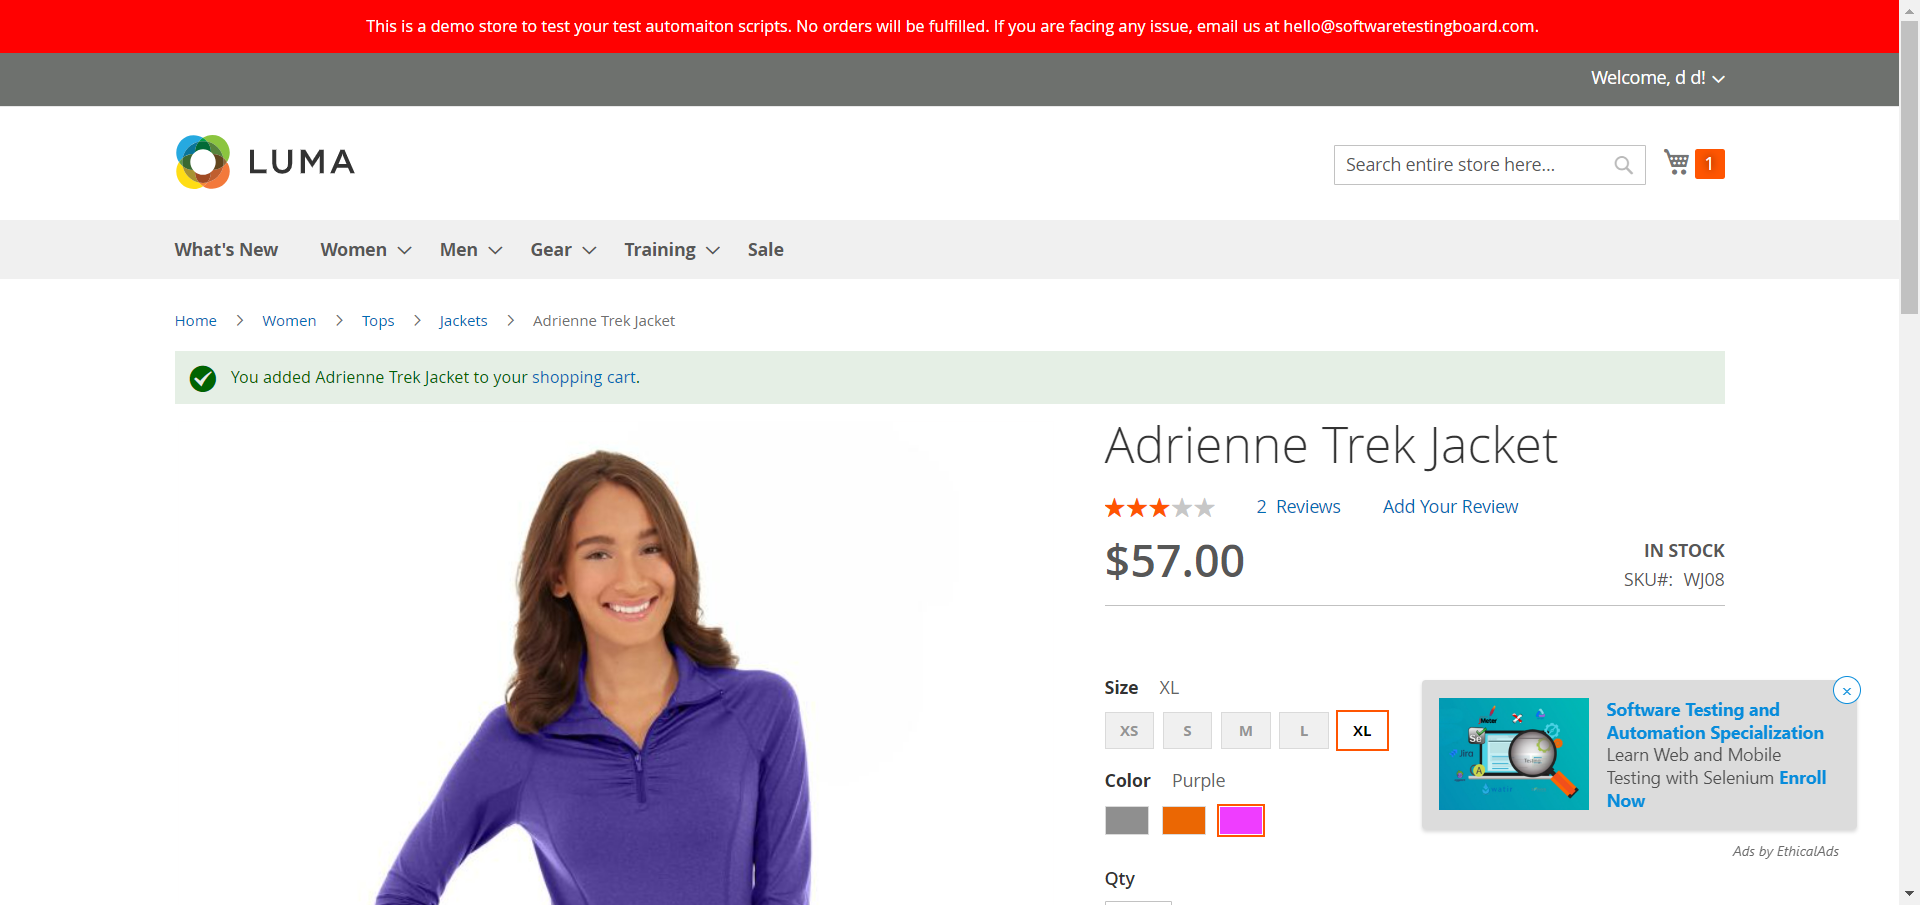 This is a demo store to test your test automaiton scripts. No orders will be fulfilled. If you are facing any issue, email us at hello@softwaretestingboard.com.
Welcome, d d!
LUMA
Search entire store here...
1
What's New Women Men Gear Training Sale
Home Women Tops Jackets Adrienne Trek Jacket
You added Adrienne Trek Jacket to your shopping cart.
Adrienne Trek Jacket
2 Reviews Add Your Review
$57.00
IN STOCK
SKU#: WJ08
Size XL
XS S M L XL
Color Purple
Qty
Meter
Se
Jira
A
Software Testing and
Automation Specialization
Learn Web and Mobile
Testing with Selenium Enroll
Now
Ads by EthicalAds